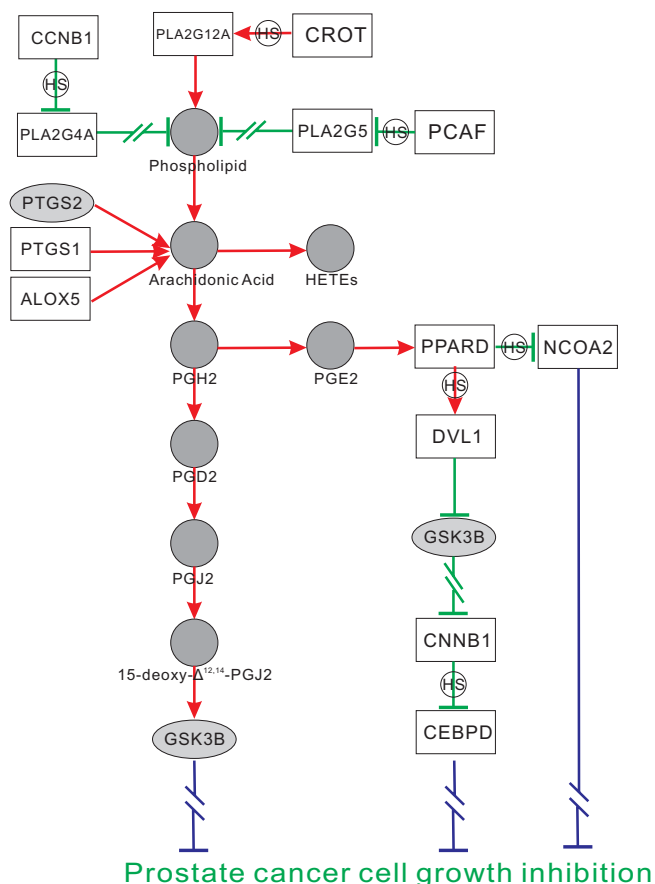 CCNB1
PLA2G12A
HS
CROT
HS
PLA2G4A
PLA2G5
HS
PCAF
Phospholipid
PTGS2
PTGS1
ALOX5
Arachidonic Acid
HETEs
PGH2
PGE2
PPARD
HS
NCOA2
HS
DVL1
PGD2
GSK3B
PGJ2
CNNB1
15-deoxy-Δ¹²,¹⁴-PGJ2
HS
GSK3B
CEBPD
Prostate cancer cell growth inhibition